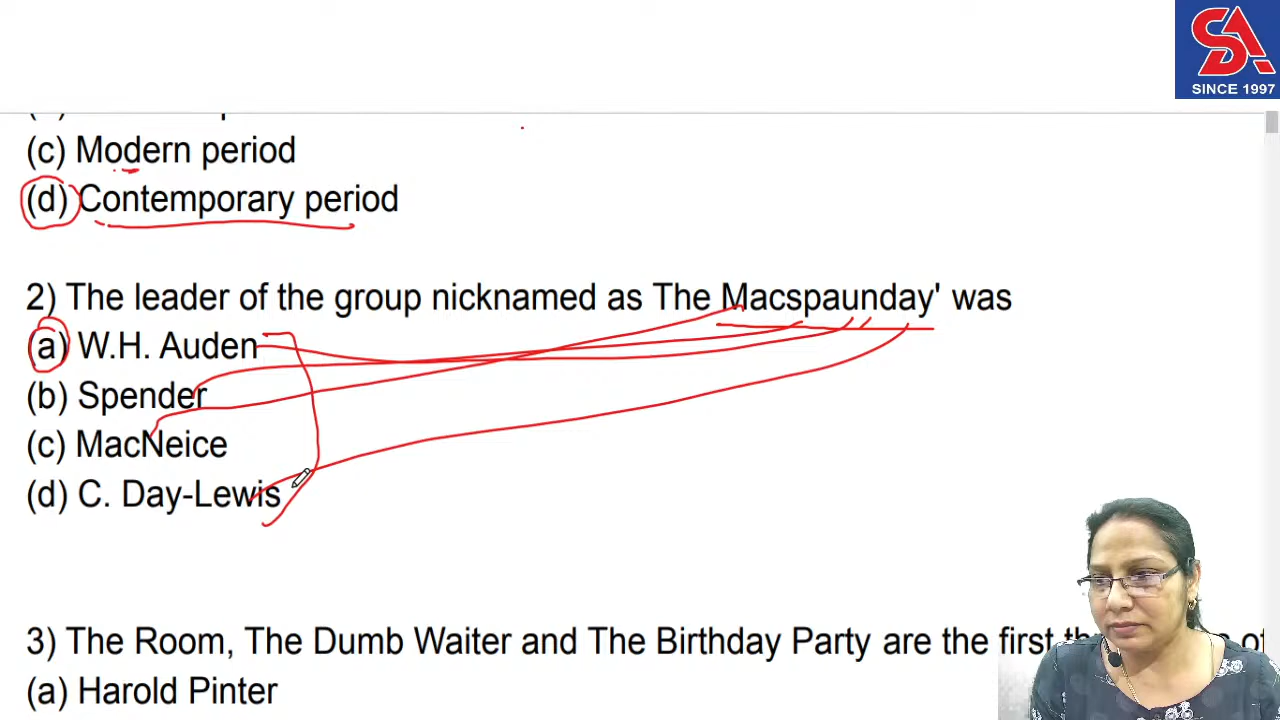 SA
SINCE 1997
(c) Modern period
(d) Contemporary period
2) The leader of the group nicknamed as The Macspaunday' was
(a) W.H. Auden
(b) Spender
(c) MacNeice
(d) C. Day-Lewis
3) The Room, The Dumb Waiter and The Birthday Party are the first of
(a) Harold Pinter